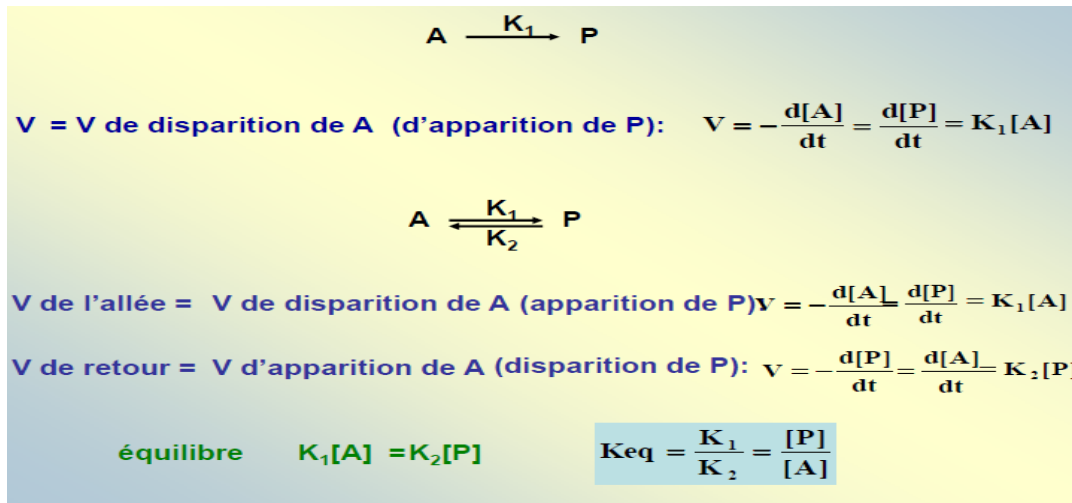 A K₁ → P
V = V de disparition de A (d'apparition de P): V = − d[A]/dt = d[P]/dt = K₁[A]
A K₁ ⇄ K₂ P
V de l'allée = V de disparition de A (apparition de P) V = − d[A]/dt = d[P]/dt = K₁[A]
V de retour = V d'apparition de A (disparition de P): V = − d[P]/dt = d[A]/dt = K₂[P]
équilibre K₁[A] = K₂[P] Keq = K₁/K₂ = [P]/[A]